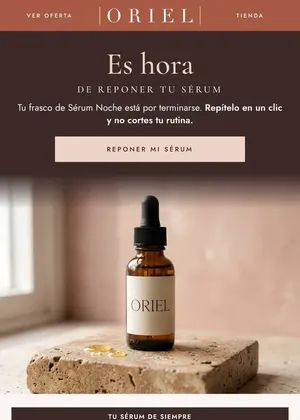 VER OFERTA
ORIEL
TIENDA
Es hora
DE REPONER TU SÉRUM
Tu frasco de Sérum Noche está por terminarse. Repítelo en un clic
y no cortes tu rutina.
REPONER MI SÉRUM
ORIEL
TU SÉRUM DE SIEMPRE